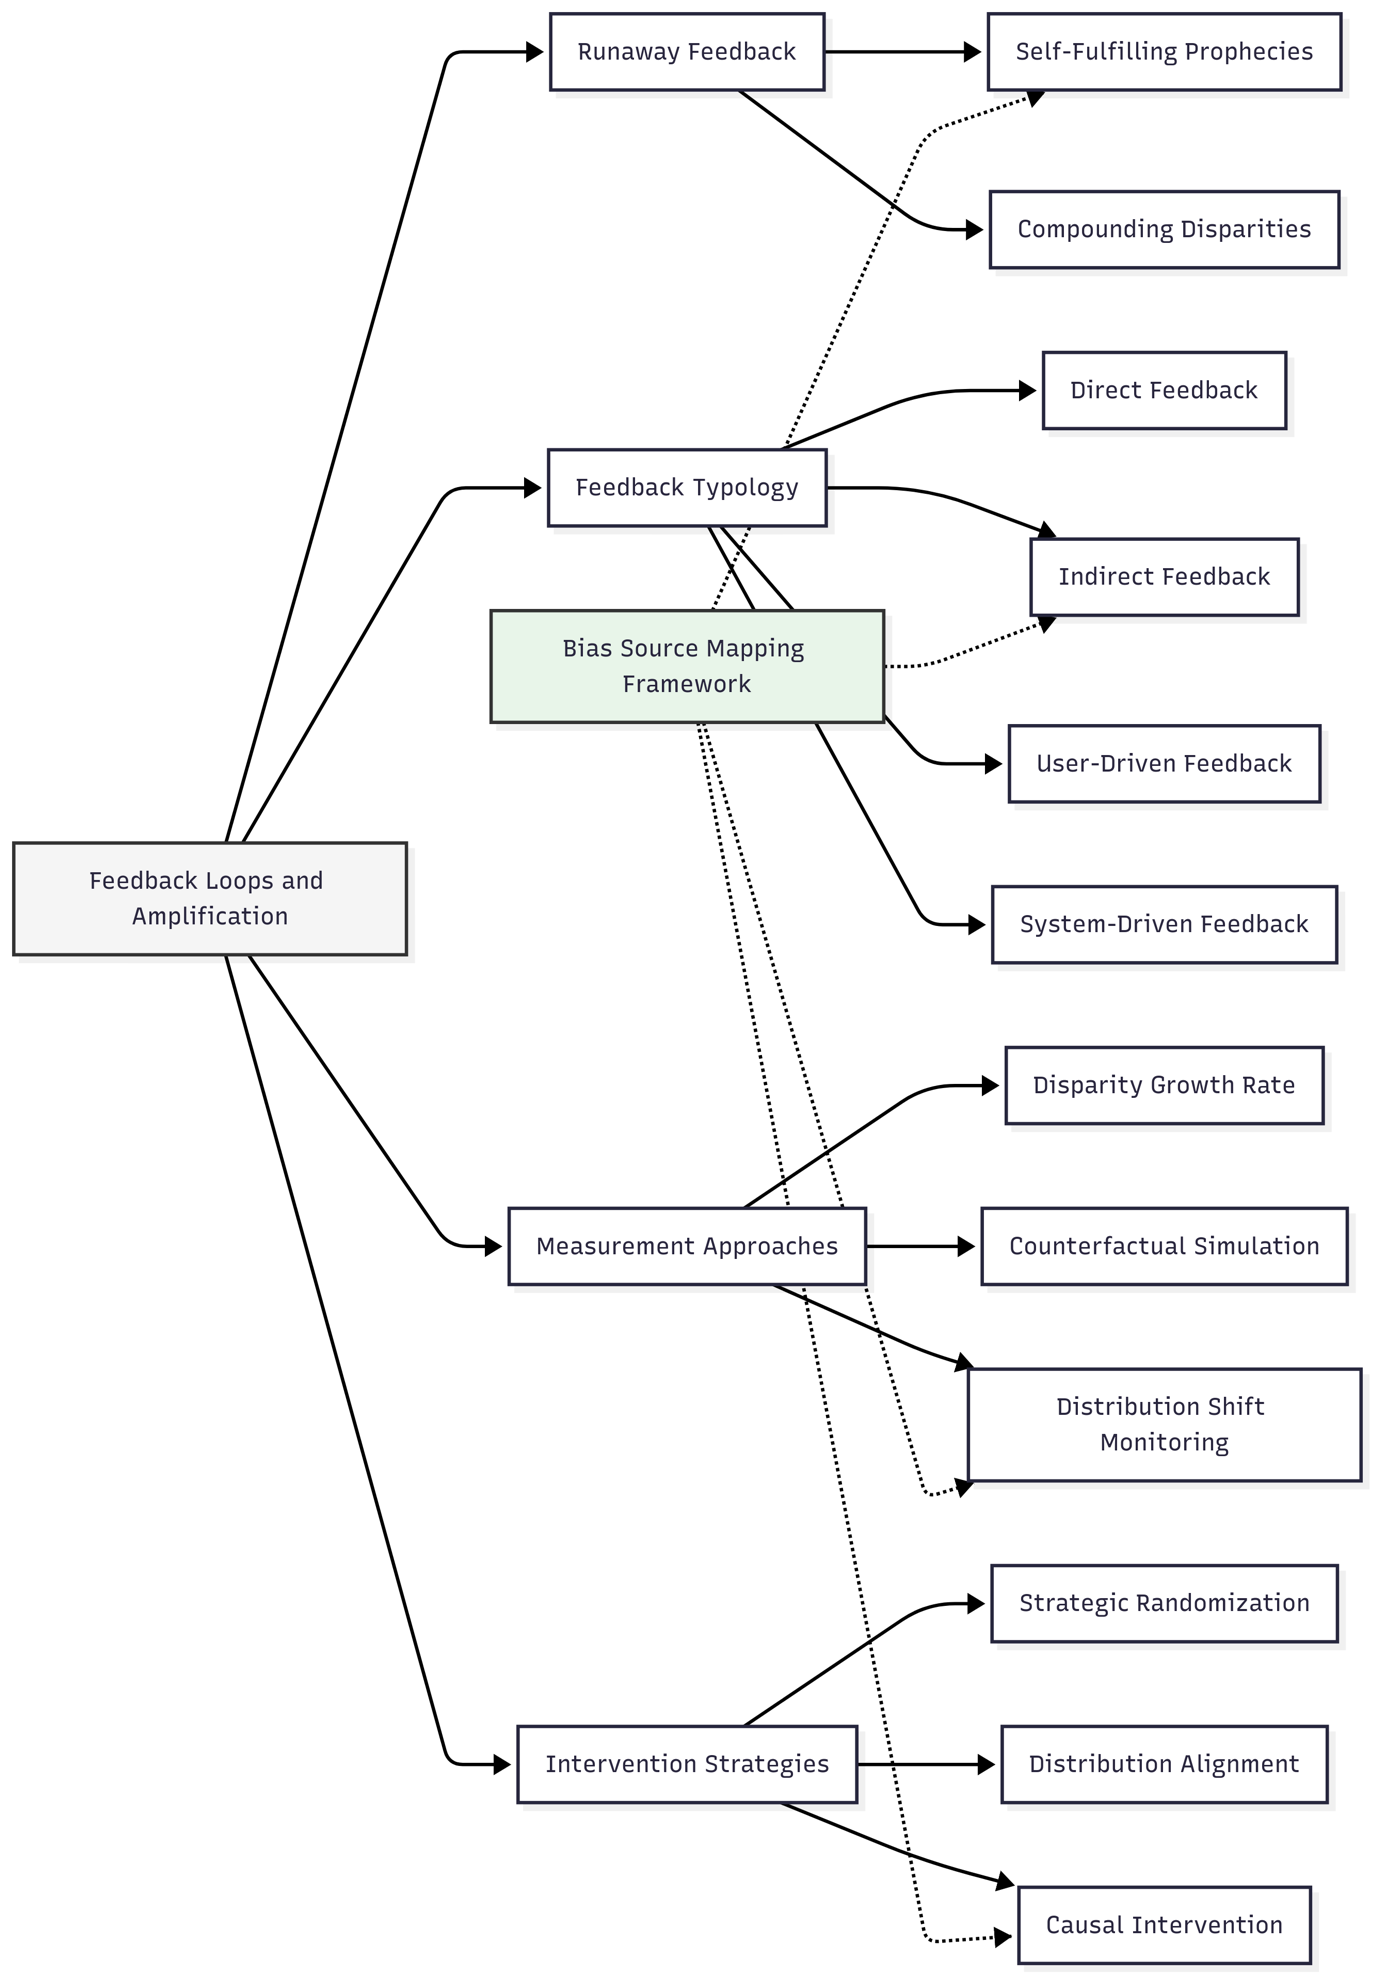 Runaway Feedback
Self-Fulfilling Prophecies
Compounding Disparities
Direct Feedback
Feedback Typology
Indirect Feedback
Bias Source Mapping
Framework
User-Driven Feedback
Feedback Loops and
Amplification
System-Driven Feedback
Disparity Growth Rate
Measurement Approaches
Counterfactual Simulation
Distribution Shift
Monitoring
Strategic Randomization
Intervention Strategies
Distribution Alignment
Causal Intervention